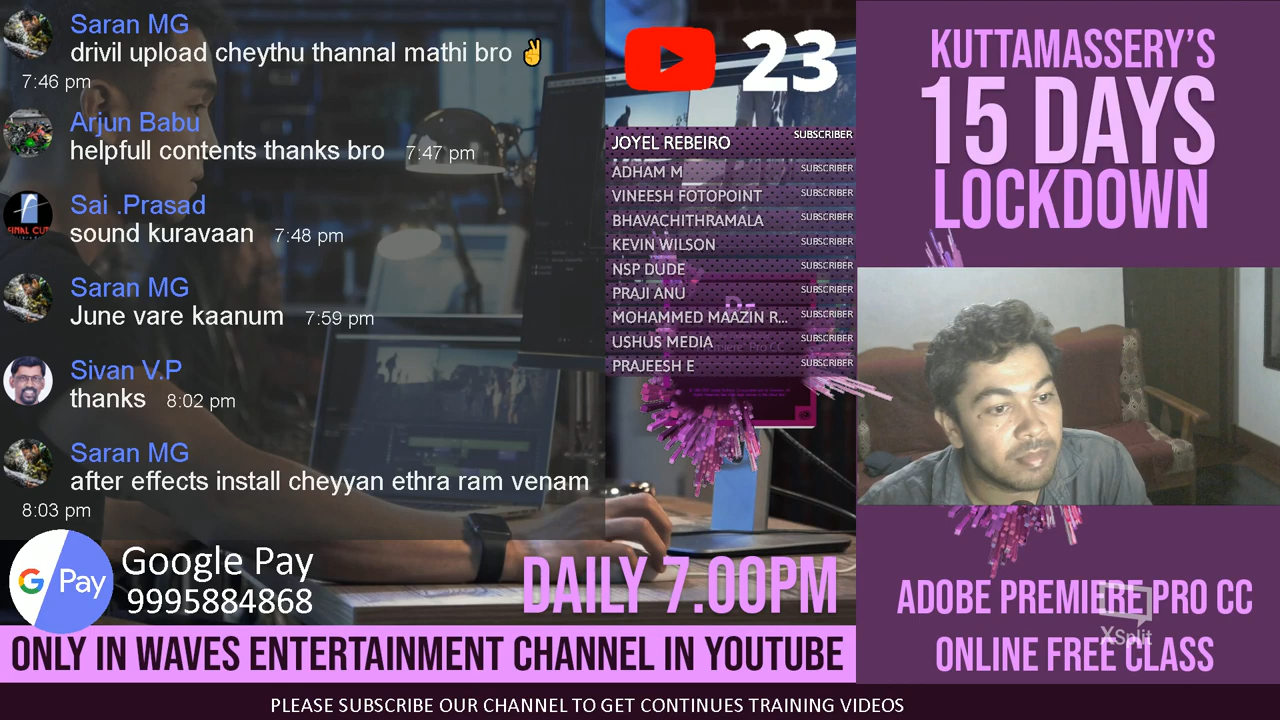 Saran MG
drivil upload cheythu thannal mathi bro ✌
7:46 pm
Arjun Babu
helpfull contents thanks bro 7:47 pm
Sai .Prasad
sound kuravaan 7:48 pm
Saran MG
June vare kaanum 7:59 pm
Sivan V.P
thanks 8:02 pm
Saran MG
after effects install cheyyan ethra ram venam
8:03 pm
FINAL CUT
G Pay
Google Pay
9995884868
23
JOYEL REBEIRO SUBSCRIBER
ADHAM M SUBSCRIBER
VINEESH FOTOPOINT SUBSCRIBER
BHAVACHITHRAMALA SUBSCRIBER
KEVIN WILSON SUBSCRIBER
NSP DUDE SUBSCRIBER
PRAJI ANU SUBSCRIBER
MOHAMMED MAAZIN R... SUBSCRIBER
USHUS MEDIA SUBSCRIBER
PRAJEESH E SUBSCRIBER
DAILY 7.00PM
ONLY IN WAVES ENTERTAINMENT CHANNEL IN YOUTUBE
KUTTAMASSERY'S
15 DAYS
LOCKDOWN
ADOBE PREMIERE PRO CC
XSplit
ONLINE FREE CLASS
PLEASE SUBSCRIBE OUR CHANNEL TO GET CONTINUES TRAINING VIDEOS